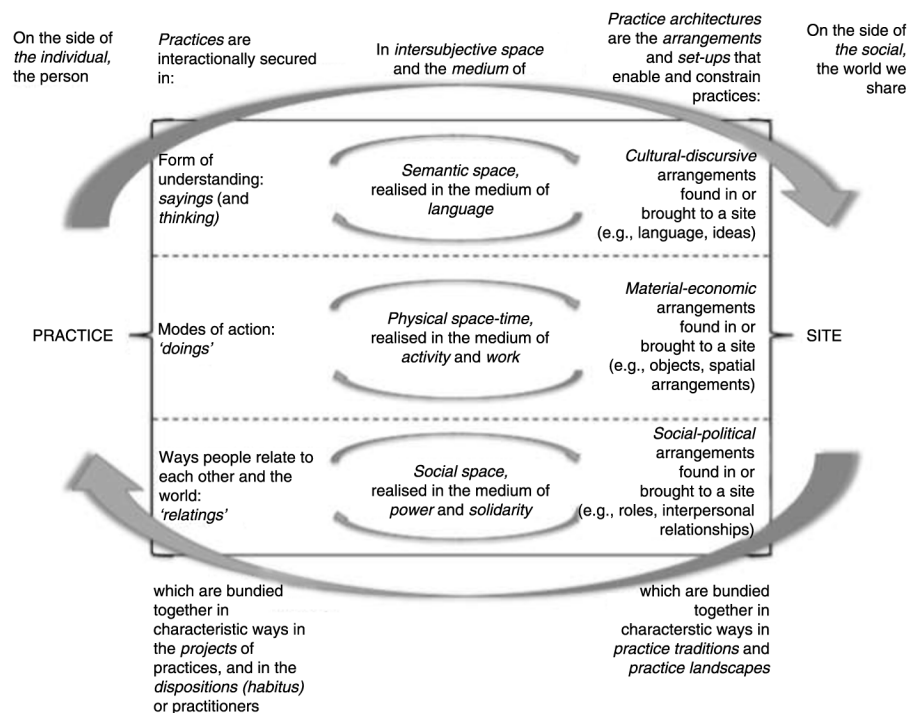 On the side of
the individual,
the person
Practices are
interactionally secured
in:
In intersubjective space
and the medium of
Practice architectures
are the arrangements
and set-ups that
enable and constrain
practices:
On the side of
the social,
the world we
share
Form of
understanding:
sayings (and
thinking)
Semantic space,
realised in the medium of
language
Cultural-discursive
arrangements
found in or
brought to a site
(e.g., language, ideas)
PRACTICE
Modes of action:
‘doings’
Physical space-time,
realised in the medium of
activity and work
Material-economic
arrangements
found in or
brought to a site
(e.g., objects, spatial
arrangements)
SITE
Ways people relate to
each other and the
world:
‘relatings’
Social space,
realised in the medium of
power and solidarity
Social-political
arrangements
found in or
brought to a site
(e.g., roles, interpersonal
relationships)
which are bundied
together in
characteristic ways in
the projects of
practices, and in the
dispositions (habitus)
or practitioners
which are bundied
together in
characterstic ways in
practice traditions and
practice landscapes